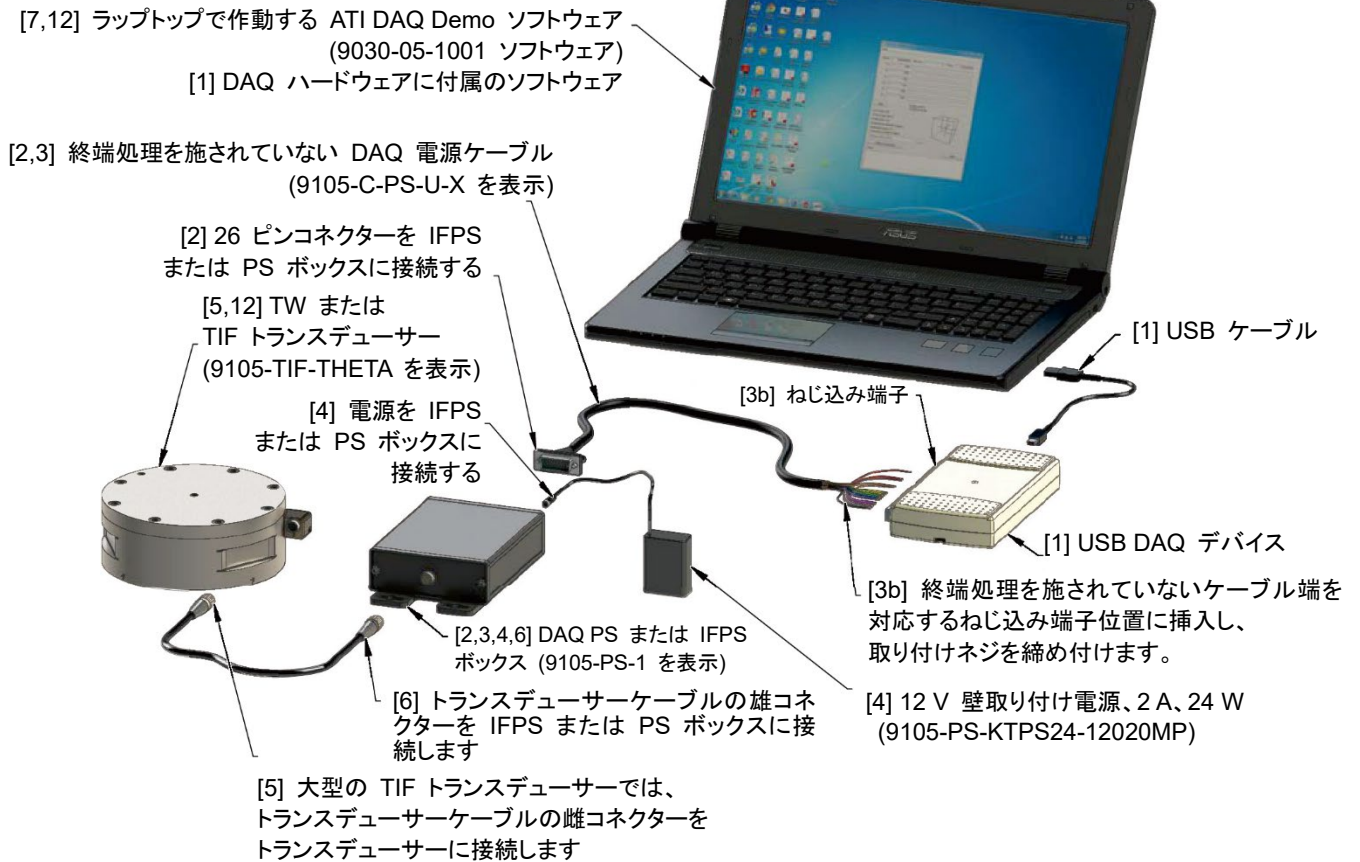 [7,12] ラップトップで作動する ATI DAQ Demo ソフトウェア
(9030-05-1001 ソフトウェア)
[1] DAQ ハードウェアに付属のソフトウェア
[2,3] 終端処理を施されていない DAQ 電源ケーブル
(9105-C-PS-U-X を表示)
[2] 26 ピンコネクターを IFPS
または PS ボックスに接続する
[5,12] TW または
TIF トランスデューサー
(9105-TIF-THETA を表示)
[4] 電源を IFPS
または PS ボックスに
接続する
ASUS
[1] USB ケーブル
[3b] ねじ込み端子
[1] USB DAQ デバイス
[3b] 終端処理を施されていないケーブル端を
対応するねじ込み端子位置に挿入し、
取り付けネジを締め付けます。
[2,3,4,6] DAQ PS または IFPS
ボックス (9105-PS-1 を表示)
[4] 12 V 壁取り付け電源、2 A、24 W
(9105-PS-KTPS24-12020MP)
[6] トランスデューサーケーブルの雄コネ
クターを IFPS または PS ボックスに接
続します
[5] 大型の TIF トランスデューサーでは、
トランスデューサーケーブルの雌コネクターを
トランスデューサーに接続します